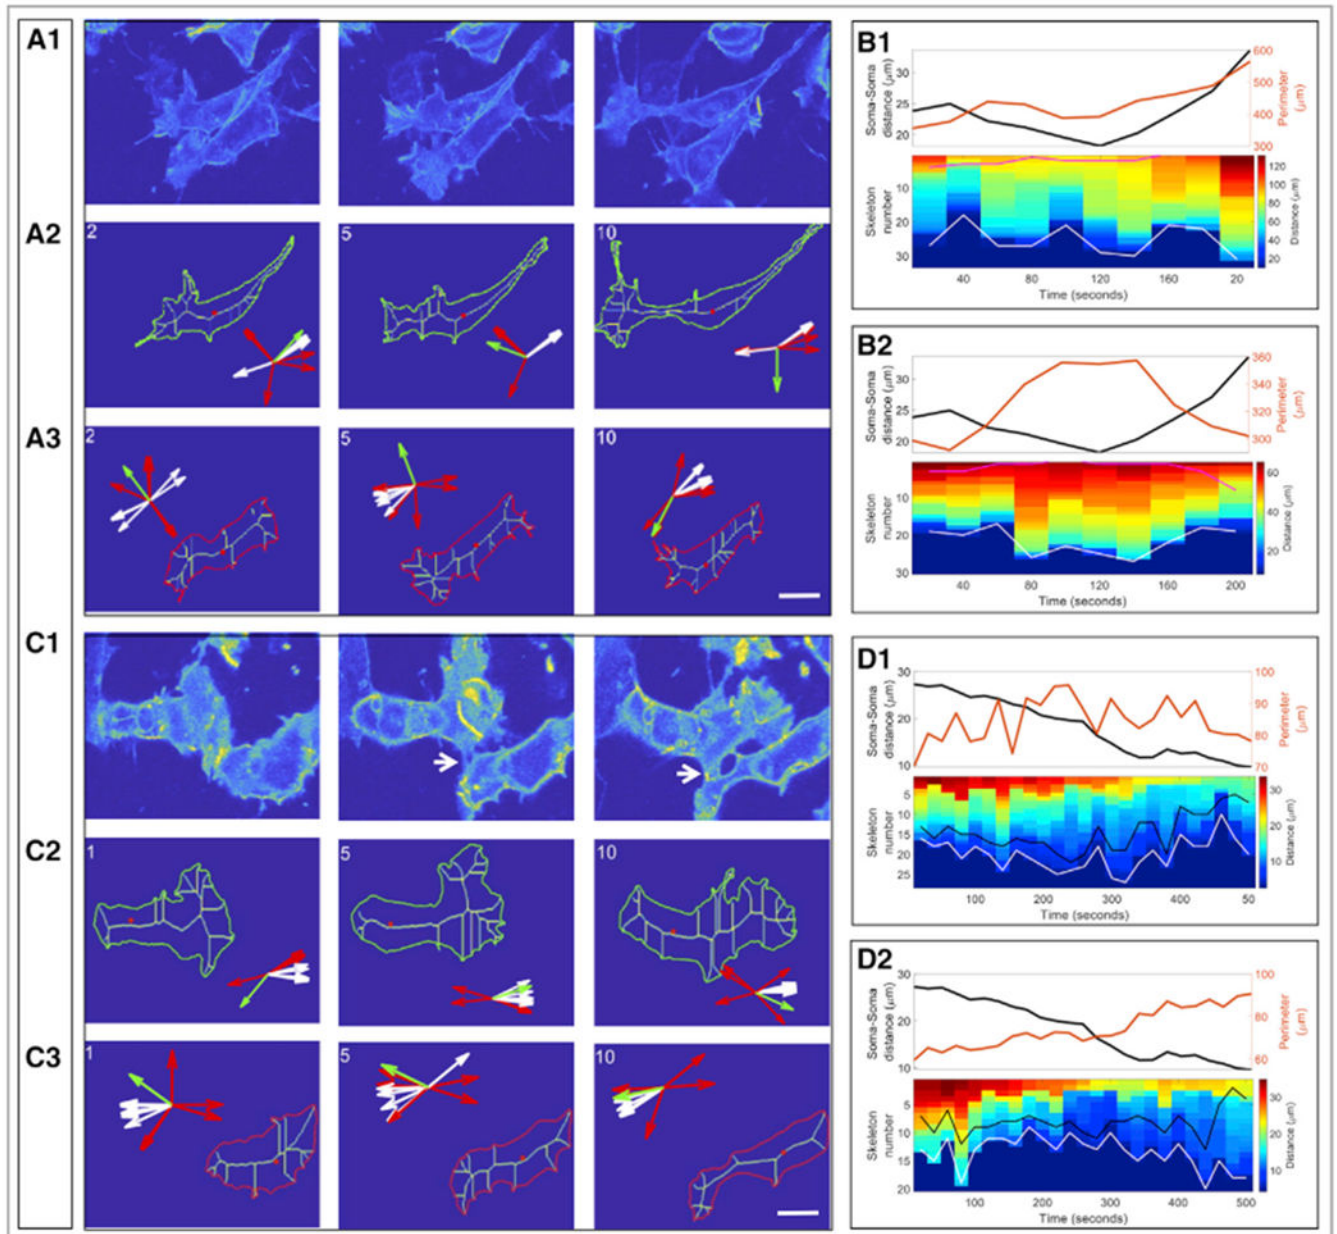 A1
A2
2
5
10
A3
2
5
10
C1
C2
1
5
10
C3
1
5
10
B1
Soma-Soma
distance (μm)
30
25
20
600
500
400
300
Perimeter
(μm)
Skeleton
number
10
20
30
120
100
80
60
40
20
Distance (μm)
40 80 120 160 20
Time (seconds)
B2
Soma-Soma
distance (μm)
30
25
20
360
340
320
300
Perimeter
(μm)
Skeleton
number
10
20
30
60
40
20
Distance (μm)
40 80 120 160 200
Time (seconds)
D1
Soma-Soma
distance (μm)
30
20
10
100
90
80
70
Perimeter
(μm)
Skeleton
number
5
10
15
20
25
30
20
10
Distance (μm)
100 200 300 400 50
Time (seconds)
D2
Soma-Soma
distance (μm)
30
20
10
100
80
60
Perimeter
(μm)
Skeleton
number
5
10
15
20
30
20
10
Distance (μm)
100 200 300 400 500
Time (seconds)